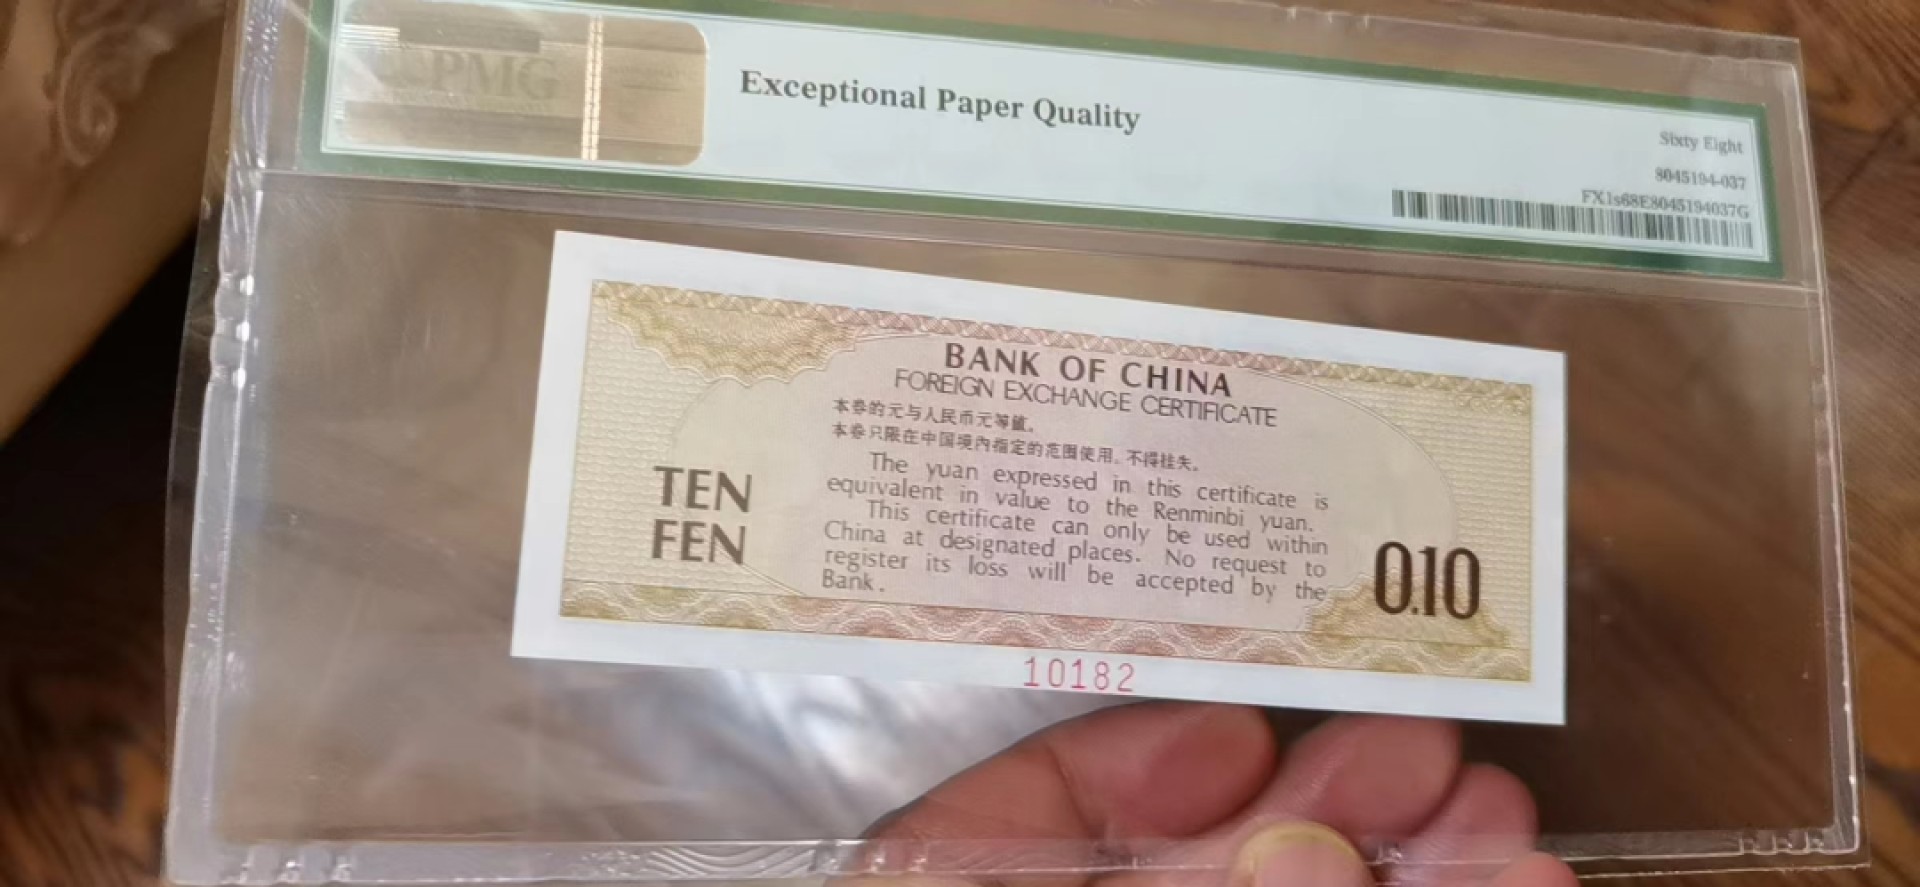 PMG
Exceptional Paper Quality
Sixty Eight
8045194-037
FX1s68E8045194037G
BANK OF CHINA
FOREIGN EXCHANGE CERTIFICATE
本券的元与人民币元等值。
本券只限在中国境内指定的范围使用。不得挂失。
The yuan expressed in this certificate is
equivalent in value to the Renminbi yuan.
This certificate can only be used within
China at designated places. No request to
register its loss will be accepted by the
Bank.
TEN
FEN
0.10
10182